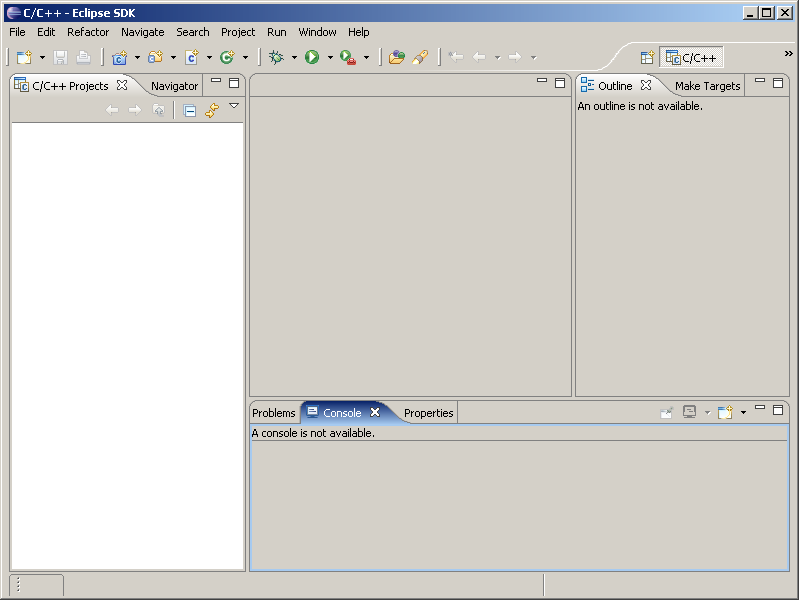 C/C++ - Eclipse SDK
File Edit Refactor Navigate Search Project Run Window Help
C/C++
C/C++ Projects Navigator
Outline Make Targets
An outline is not available.
Problems Console Properties
A console is not available.